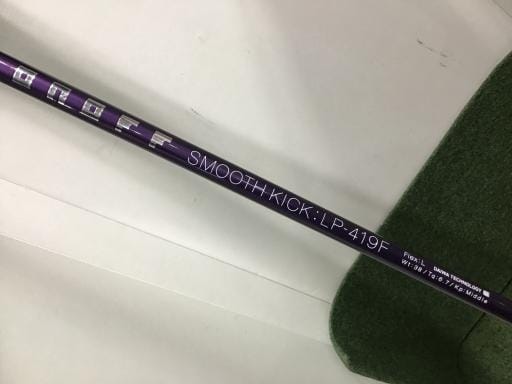 ONOFF
SMOOTH KICK:LP-419F
Flex:L DAIWA TECHNOLOGY
Wt:38/Tq:6.7/Kp:Middle